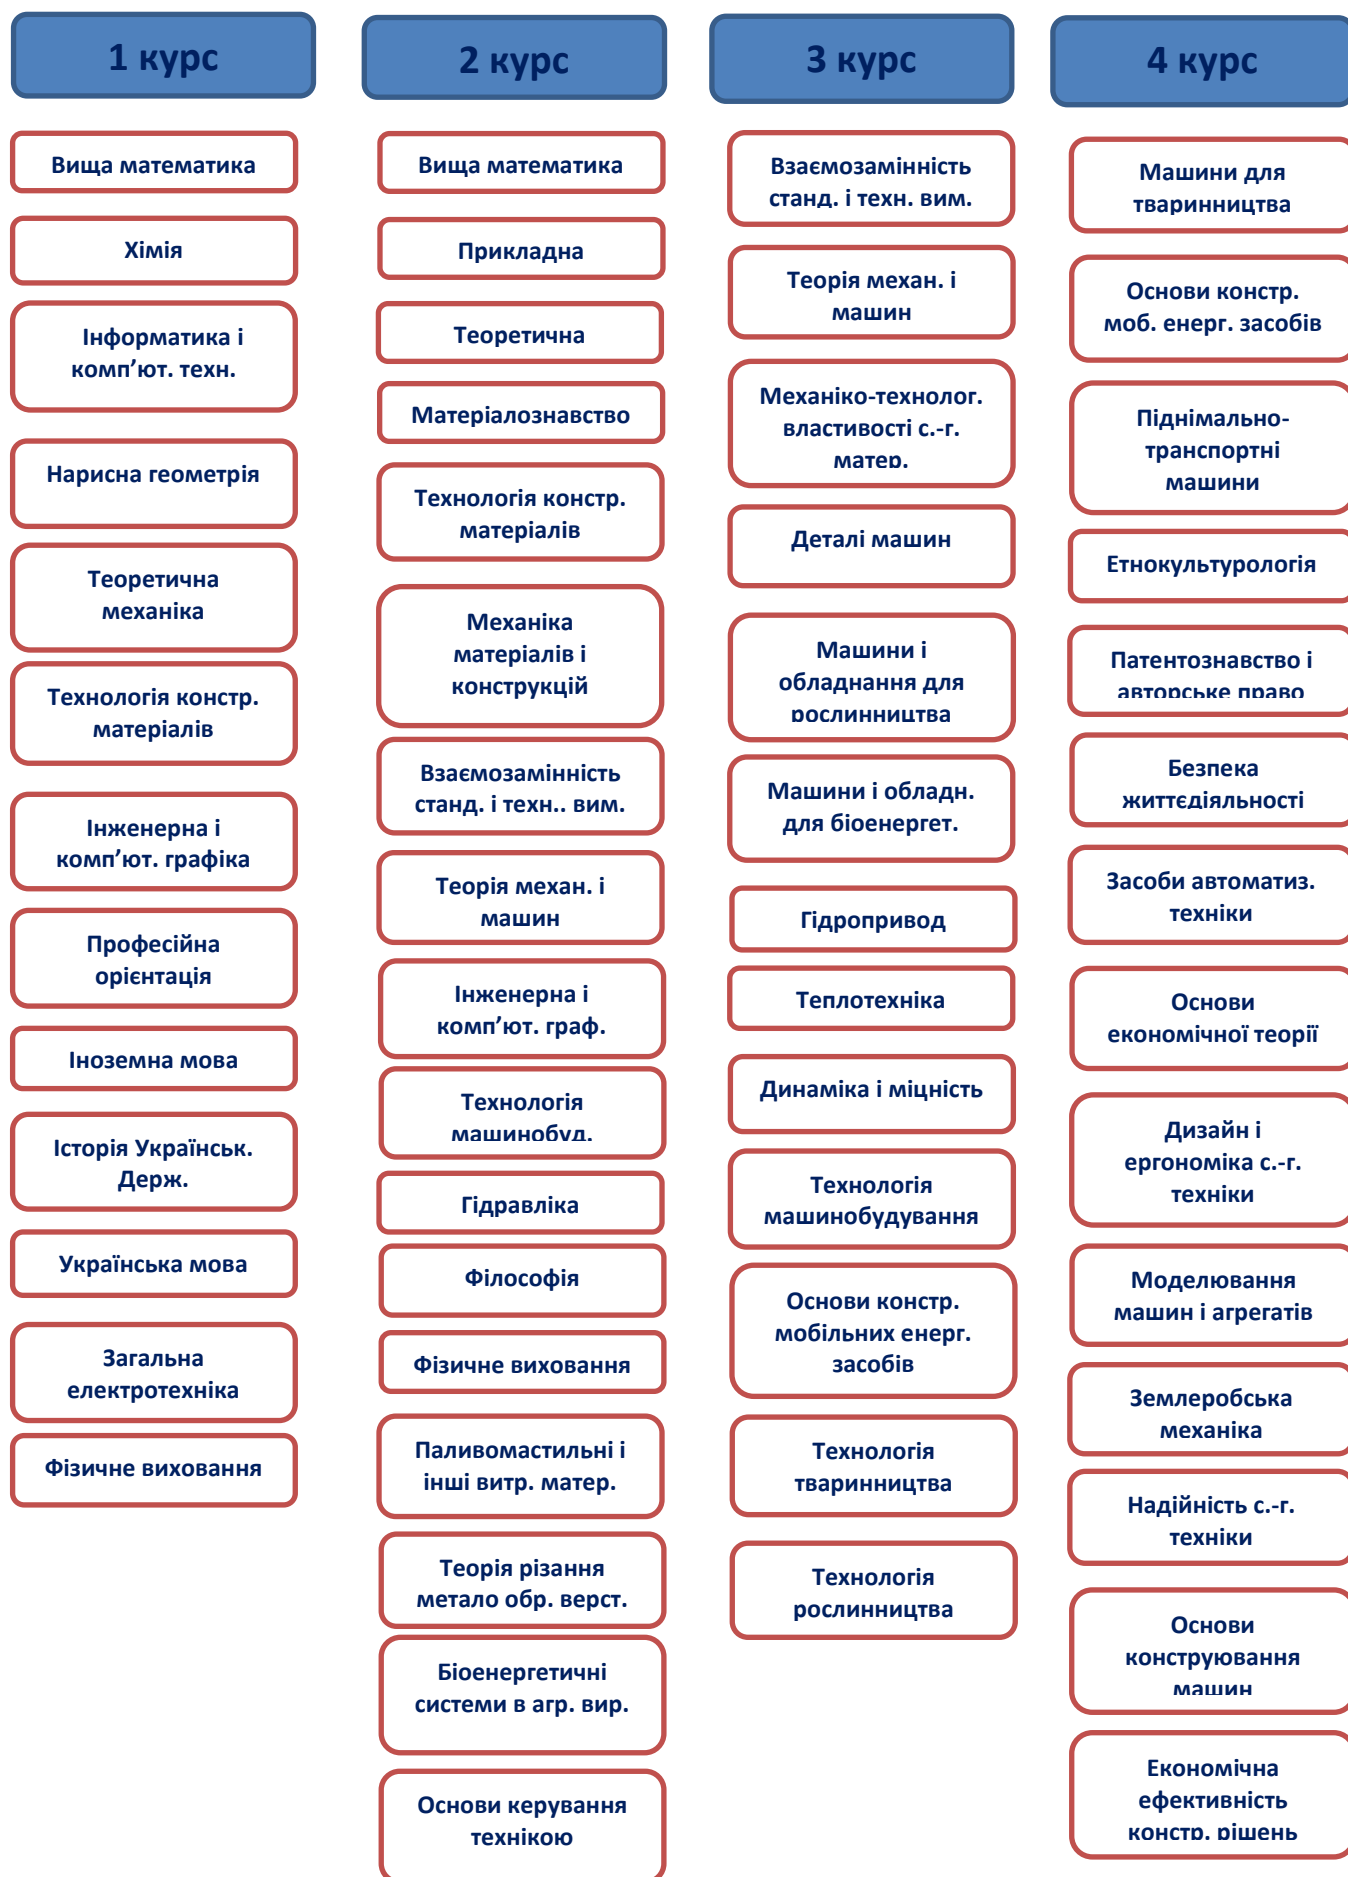 1 курс
Вища математика
Хімія
Інформатика і
комп’ют. техн.
Нарисна геометрія
Теоретична
механіка
Технологія констр.
матеріалів
Інженерна і
комп’ют. графіка
Професійна
орієнтація
Іноземна мова
Історія Українськ.
Держ.
Українська мова
Загальна
електротехніка
Фізичне виховання
2 курс
Вища математика
Прикладна
Теоретична
Матеріалознавство
Технологія констр.
матеріалів
Механіка
матеріалів і
конструкцій
Взаємозамінність
станд. і техн.. вим.
Теорія механ. і
машин
Інженерна і
комп’ют. граф.
Технологія
машинобуд.
Гідравліка
Філософія
Фізичне виховання
Паливомастильні і
інші витр. матер.
Теорія різання
метало обр. верст.
Біоенергетичні
системи в агр. вир.
Основи керування
технікою
3 курс
Взаємозамінність
станд. і техн. вим.
Теорія механ. і
машин
Механіко-технолог.
властивості с.-г.
матер.
Деталі машин
Машини і
обладнання для
рослинництва
Машини і обладн.
для біоенергет.
Гідропривод
Теплотехніка
Динаміка і міцність
Технологія
машинобудування
Основи констр.
мобільних енерг.
засобів
Технологія
тваринництва
Технологія
рослинництва
4 курс
Машини для
тваринництва
Основи констр.
моб. енерг. засобів
Піднімально-
транспортні
машини
Етнокультурологія
Патентознавство і
авторське право
Безпека
життєдіяльності
Засоби автоматиз.
техніки
Основи
економічної теорії
Дизайн і
ергономіка с.-г.
техніки
Моделювання
машин і агрегатів
Землеробська
механіка
Надійність с.-г.
техніки
Основи
конструювання
машин
Економічна
ефективність
констр. рішень